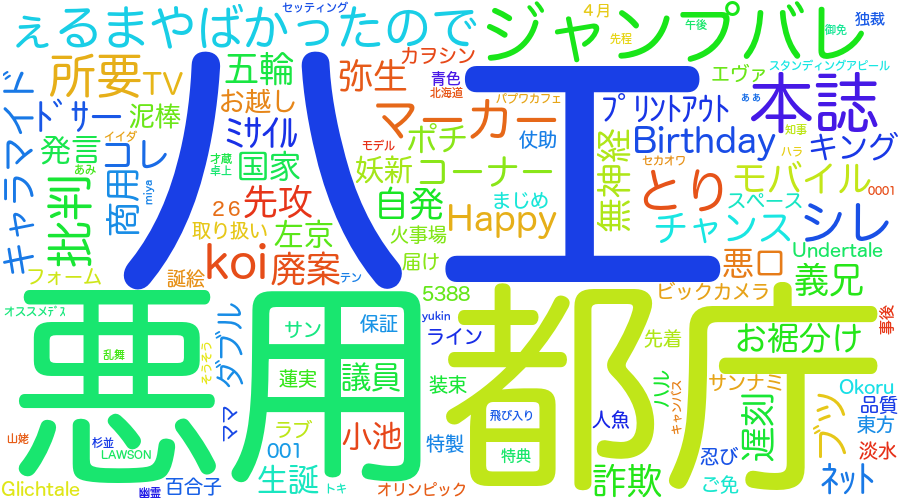 ぇるまやばかったので
セッティング
ジャンプバレ
4月
先程
午後
御免
独裁
スタンディングアピール
所要
TV
五輪
弥生
カヲシン
青色
北海道
エヴァ
本誌
ああ
キャラマイド
ドサー
泥棒
お越し
ミサイル
マーカー
パプワカフェ
プリントアウト
八工
発言
イイダ
あみ
コレ
才蔵
卓上
国家
モデル
ポチ
仗助
無神経
Birthday
知事
キング
セカオワ
ハラ
批判
商用
miya
26
先攻
妖新
コーナー
自発
まじめ
とり
モバイル
0001
スペース
取り扱い
左京
火事場
Happy
チャンス
シレ
フォーム
誕絵
koi
廃案
テン
届け
悪口
Undertale
義兄
ビックカメラ
オススメデス
悪用都庁
5388
yukin
事後
乱舞
そうそう
ダブル
サン
保証
ライン
先着
お裾分け
蓮実
議員
装束
ハル
キャンバス
サンナミ
Okoru
ママ
ラブ
小池
飛び入り
人魚
遅刻
ブツ
品質
東方
山姥
杉並
LAWSON
001
特製
特典
忍び
淡水
Glichtale
幽霊
百合子
生誕
トキ
オリンピック
詐欺
ご免
ネット